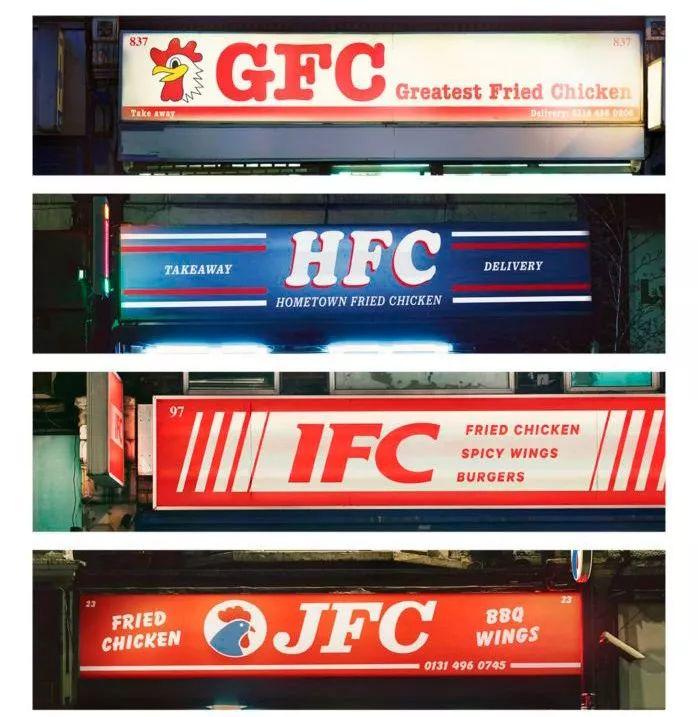 837
837
GFC
Greatest Fried Chicken
Take away
HFC
TAKEAWAY
DELIVERY
HOMETOWN FRIED CHICKEN
97
IFC
FRIED CHICKEN
SPICY WINGS
BURGERS
23
23
FRIED
CHICKEN
JFC
BBQ
WINGS
0131 496 0745